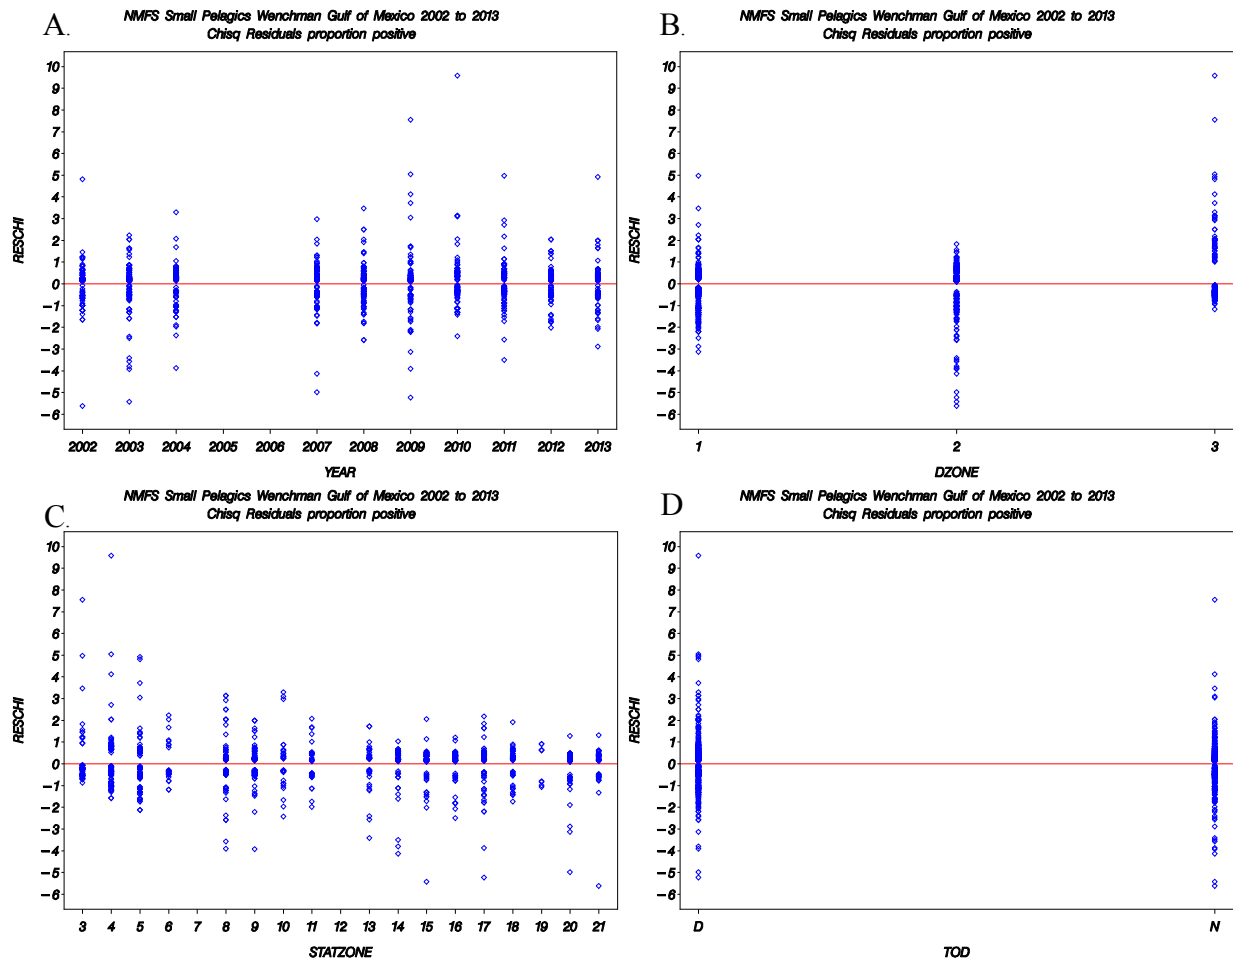 A.
NMFS Small Pelagics Wenchman Gulf of Mexico 2002 to 2013
Chisq Residuals proportion positive
RESCHI
10
9
8
7
6
5
4
3
2
1
0
-1
-2
-3
-4
-5
-6
2002 2003 2004 2005 2006 2007 2008 2009 2010 2011 2012 2013
YEAR
B.
NMFS Small Pelagics Wenchman Gulf of Mexico 2002 to 2013
Chisq Residuals proportion positive
RESCHI
10
9
8
7
6
5
4
3
2
1
0
-1
-2
-3
-4
-5
-6
1 2 3
DZONE
C.
NMFS Small Pelagics Wenchman Gulf of Mexico 2002 to 2013
Chisq Residuals proportion positive
RESCHI
10
9
8
7
6
5
4
3
2
1
0
-1
-2
-3
-4
-5
-6
3 4 5 6 7 8 9 10 11 12 13 14 15 16 17 18 19 20 21
STATZONE
D
NMFS Small Pelagics Wenchman Gulf of Mexico 2002 to 2013
Chisq Residuals proportion positive
RESCHI
10
9
8
7
6
5
4
3
2
1
0
-1
-2
-3
-4
-5
-6
D N
TOD